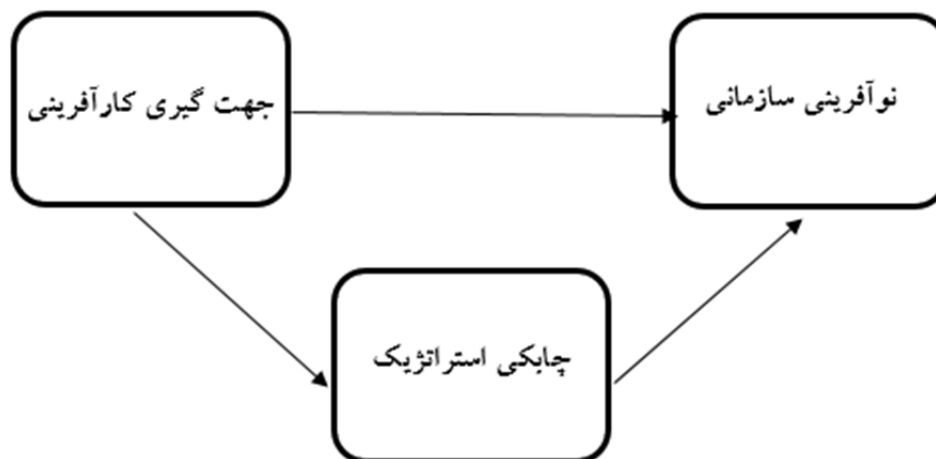 جهت گیری کارآفرینی
نوآفرینی سازمانی
چابکی استراتژیک